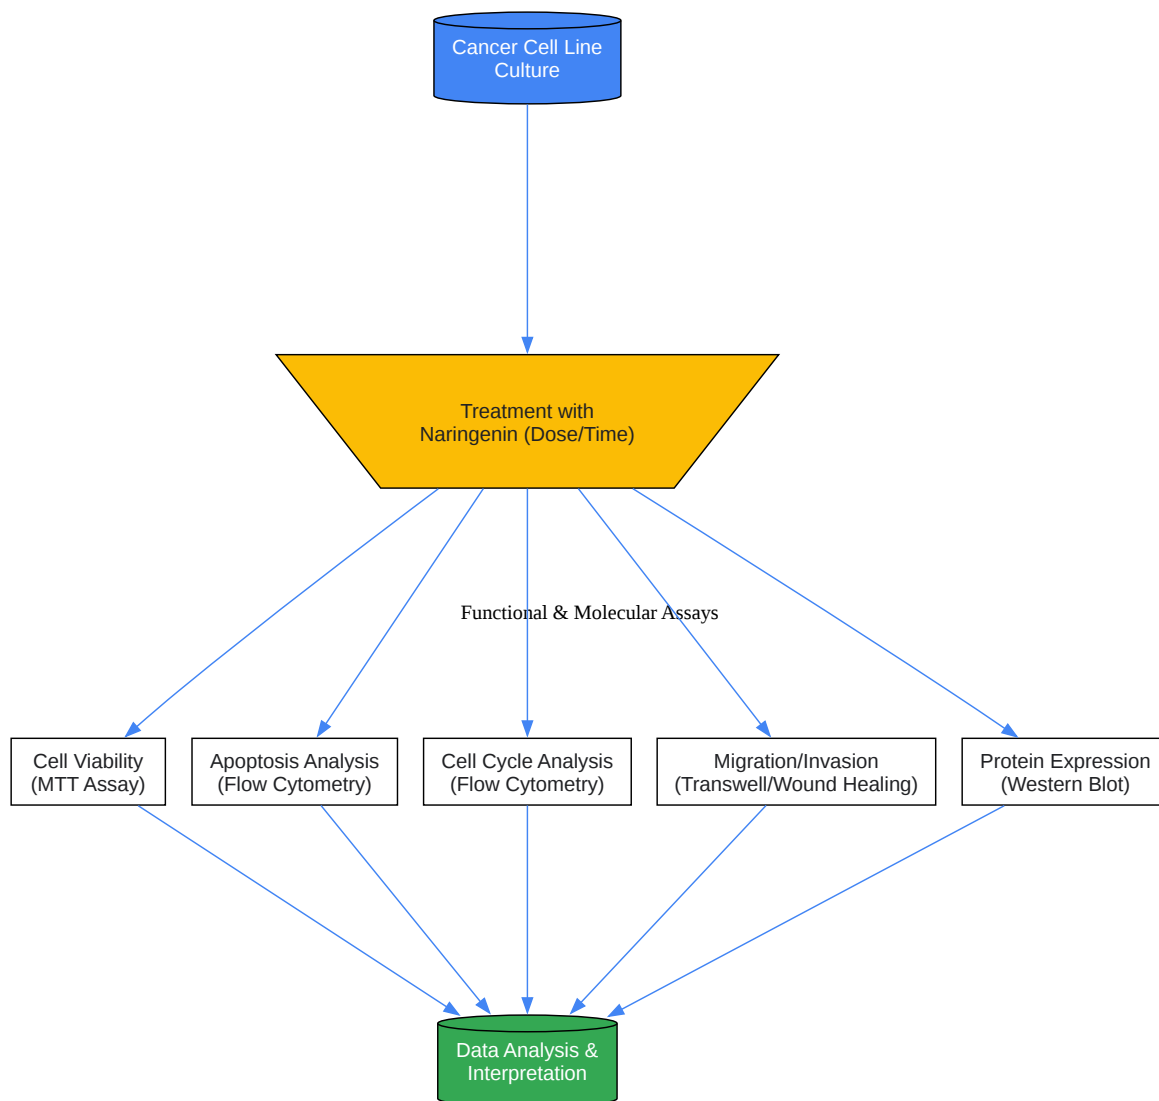 Cancer Cell Line
Culture
Treatment with
Naringenin (Dose/Time)
Functional & Molecular Assays
Cell Viability
(MTT Assay)
Apoptosis Analysis
(Flow Cytometry)
Cell Cycle Analysis
(Flow Cytometry)
Migration/Invasion
(Transwell/Wound Healing)
Protein Expression
(Western Blot)
Data Analysis &
Interpretation